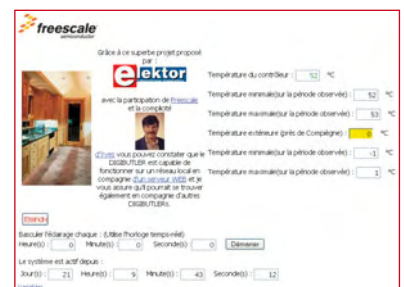 freescale
semiconductor
Grâce à ce superbe projet proposé
par :
elektor
avec la participation de Freescale
et la complicité
d'Yves vous pouvez constater que le
DIGIBUTLER est capable de
fonctionner sur un réseau local en
compagnie d'un serveur WEB et je
vous assure qu'il pourrait se trouver
également en compagnie d'autres
DIGIBUTLERs.
Température du contrôleur : 52 °C
Température minimale(sur la période observée) : 52 °C
Température maximale(sur la période observée) : 53 °C
Température extérieure (près de Compiègne) : 0 °C
Température minimale(sur la période observée) : -1 °C
Température maximale(sur la période observée) : 1 °C
Eteindre
Basculer l'éclairage chaque : (Utilise l'horloge temps-réel)
Heure(s) : 0 Minute(s) : 0 Seconde(s) : 0 Démarrer
Le système est actif depuis :
Jour(s) : 21 Heure(s) : 9 Minute(s) : 43 Seconde(s) : 12